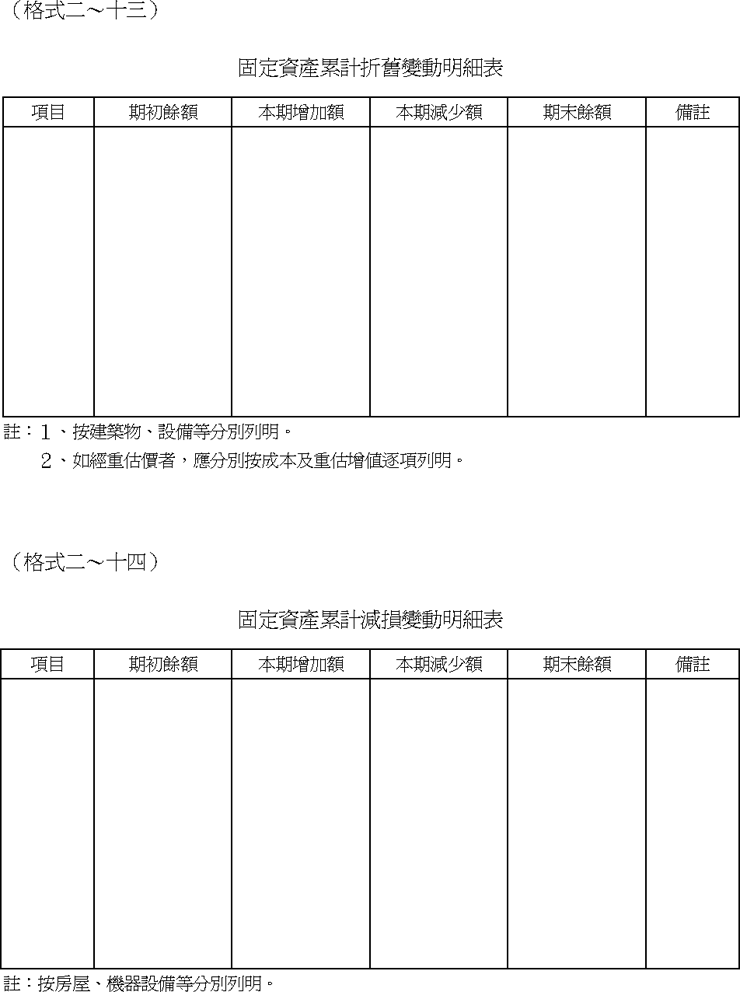 （格式二～十三）
固定資產累計折舊變動明細表
項目 期初餘額 本期增加額 本期減少額 期末餘額 備註
註：１、按建築物、設備等分別列明。
２、如經重估價者，應分別按成本及重估增值逐項列明。
（格式二～十四）
固定資產累計減損變動明細表
項目 期初餘額 本期增加額 本期減少額 期末餘額 備註
註：按房屋、機器設備等分別列明。